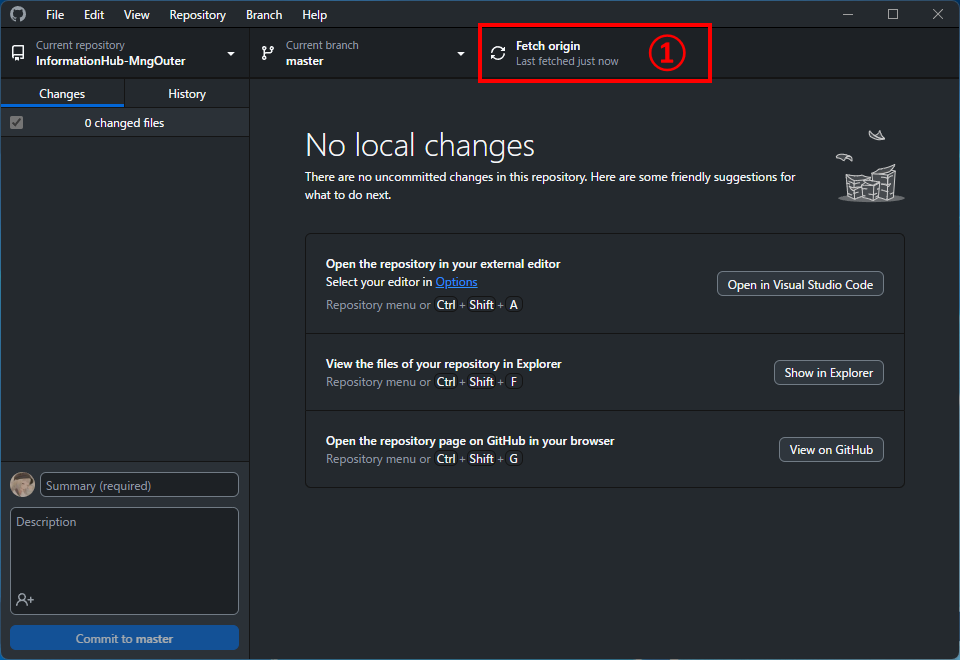 File Edit View Repository Branch Help
Current repository
InformationHub-MngOuter
Current branch
master
Fetch origin
Last fetched just now
①
Changes
History
0 changed files
No local changes
There are no uncommitted changes in this repository. Here are some friendly suggestions for
what to do next.
Open the repository in your external editor
Select your editor in Options
Repository menu or Ctrl + Shift + A
Open in Visual Studio Code
View the files of your repository in Explorer
Repository menu or Ctrl + Shift + F
Show in Explorer
Open the repository page on GitHub in your browser
Repository menu or Ctrl + Shift + G
View on GitHub
Summary (required)
Description
Commit to master